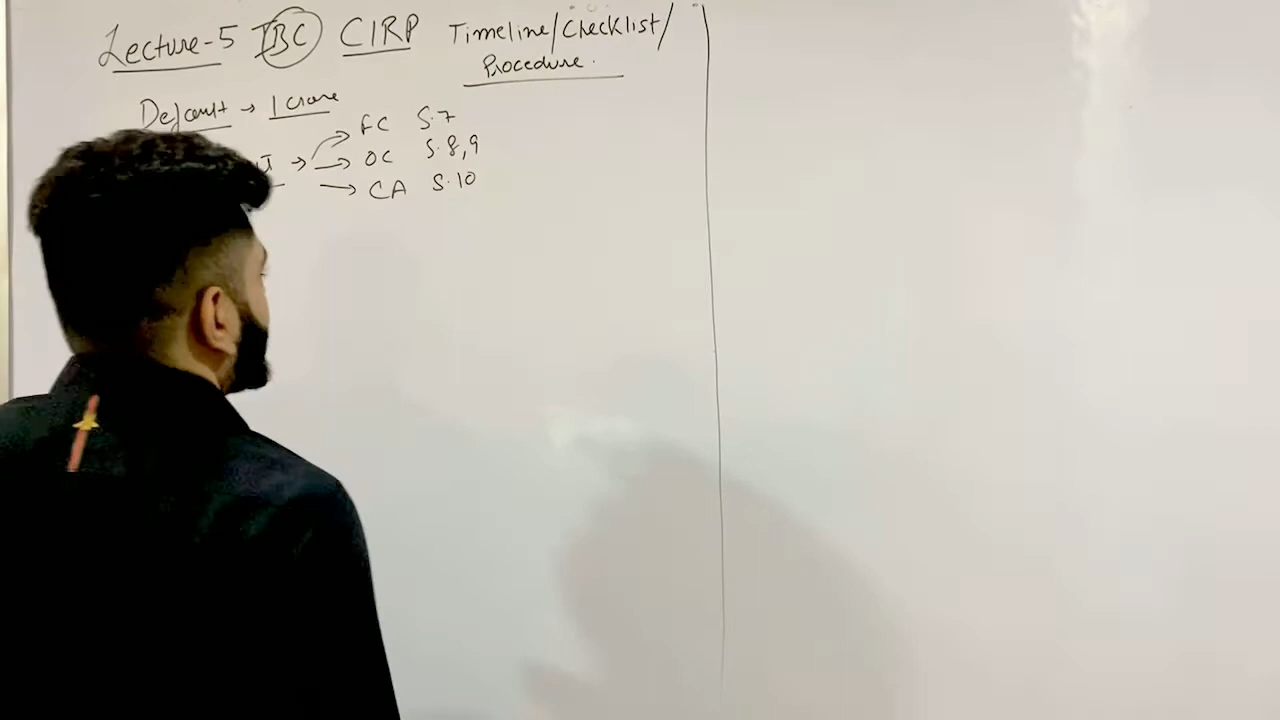 Lecture-5 IBC CIRP Timeline/Checklist/
Procedure.
Default → 1 crore
→ FC S.7
→ OC S.8,9
→ CA S.10